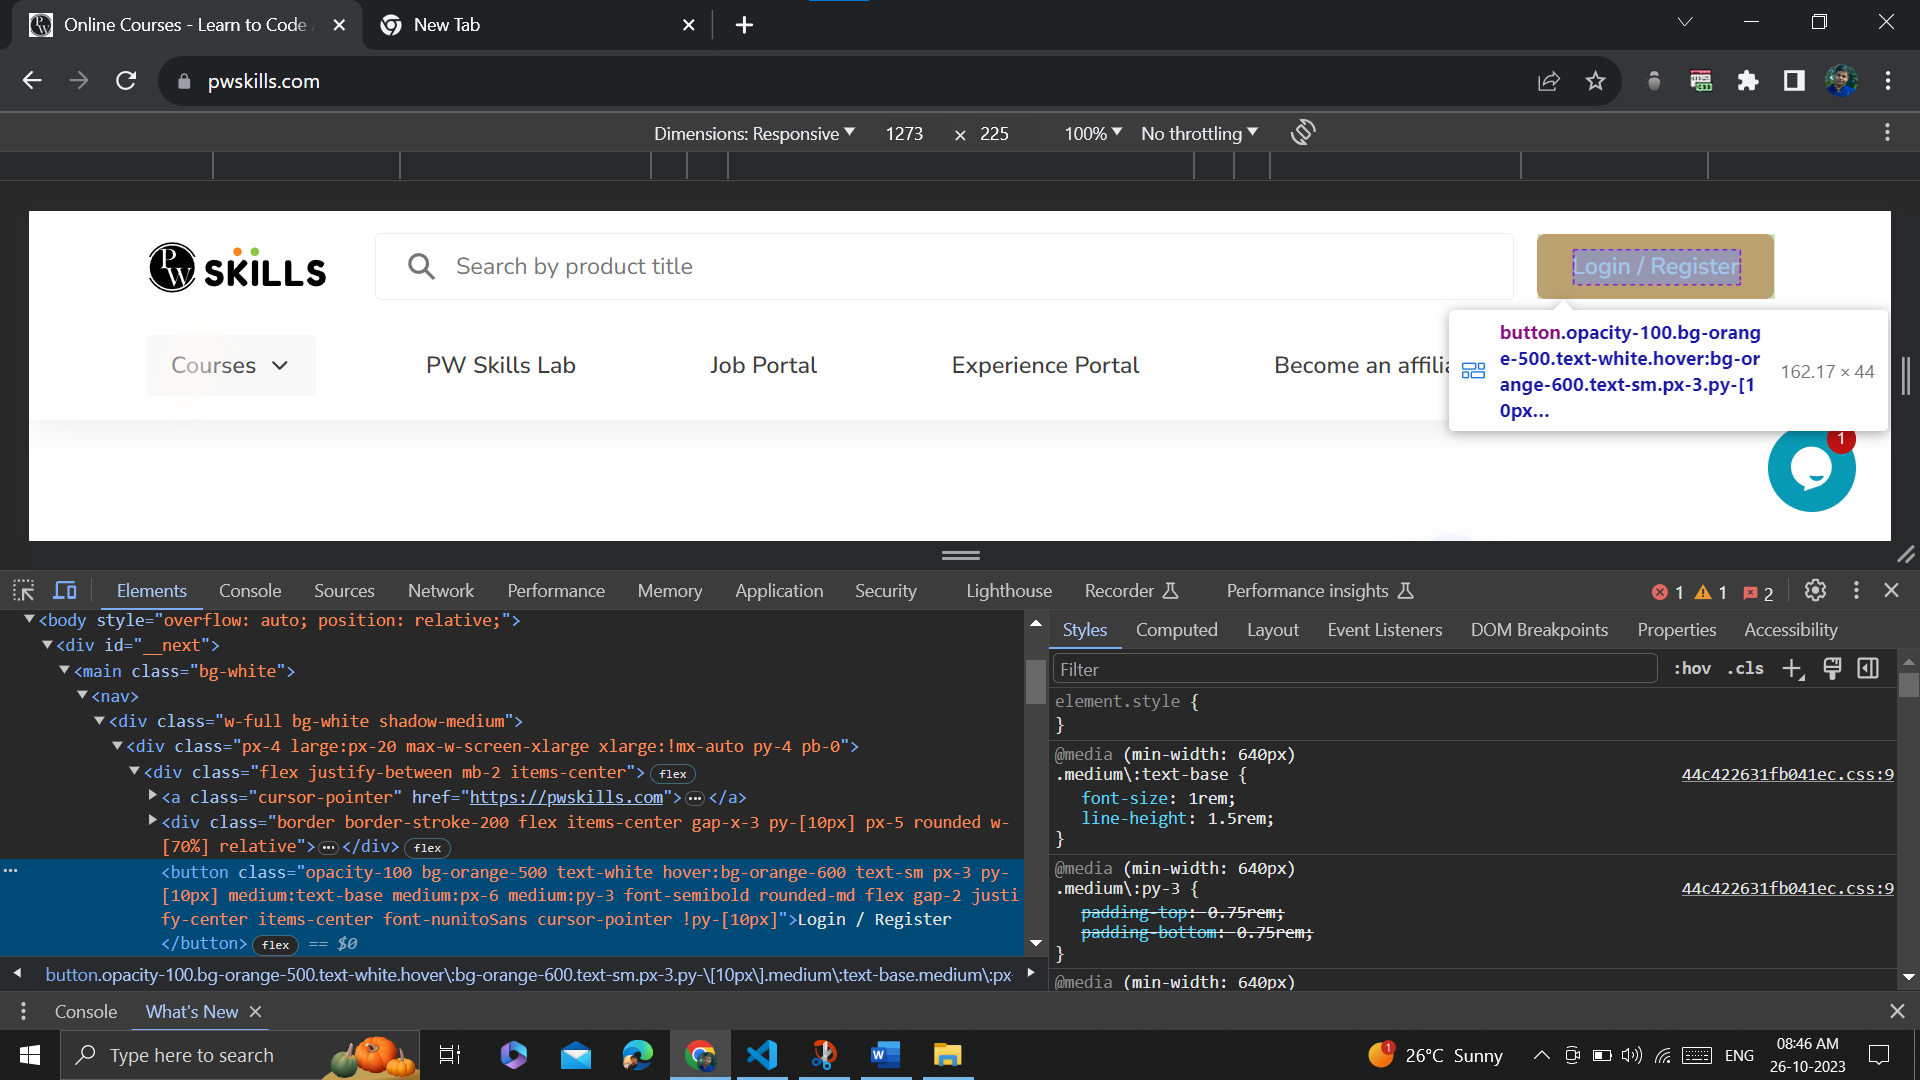 Online Courses - Learn to Code
New Tab
pwskills.com
Dimensions: Responsive 1273 × 225 100% No throttling
PW SKILLS
Search by product title
Login / Register
Courses
PW Skills Lab
Job Portal
Experience Portal
Become an affilia
button.opacity-100.bg-orang
e-500.text-white.hover:bg-or
ange-600.text-sm.px-3.py-[1
0px...
162.17 × 44
1
Elements Console Sources Network Performance Memory Application Security Lighthouse Recorder Performance insights 1 1 2
<body style="overflow: auto; position: relative;">
<div id="__next">
<main class="bg-white">
<nav>
<div class="w-full bg-white shadow-medium">
<div class="px-4 large:px-20 max-w-screen-xlarge xlarge:!mx-auto py-4 pb-0">
<div class="flex justify-between mb-2 items-center"> flex
<a class="cursor-pointer" href="https://pwskills.com">…</a>
<div class="border border-stroke-200 flex items-center gap-x-3 py-[10px] px-5 rounded w-
[70%] relative">…</div> flex
<button class="opacity-100 bg-orange-500 text-white hover:bg-orange-600 text-sm px-3 py-
[10px] medium:text-base medium:px-6 medium:py-3 font-semibold rounded-md flex gap-2 justi
fy-center items-center font-nunitoSans cursor-pointer !py-[10px]">Login / Register
</button> flex == $0
button.opacity-100.bg-orange-500.text-white.hover\:bg-orange-600.text-sm.px-3.py-\[10px\].medium\:text-base.medium\:px
Styles Computed Layout Event Listeners DOM Breakpoints Properties Accessibility
Filter :hov .cls
element.style {
}
@media (min-width: 640px)
.medium\:text-base { 44c422631fb041ec.css:9
font-size: 1rem;
line-height: 1.5rem;
}
@media (min-width: 640px)
.medium\:py-3 { 44c422631fb041ec.css:9
padding-top: 0.75rem;
padding-bottom: 0.75rem;
}
@media (min-width: 640px)
Console What's New
Type here to search
1
26°C Sunny
ENG
08:46 AM
26-10-2023